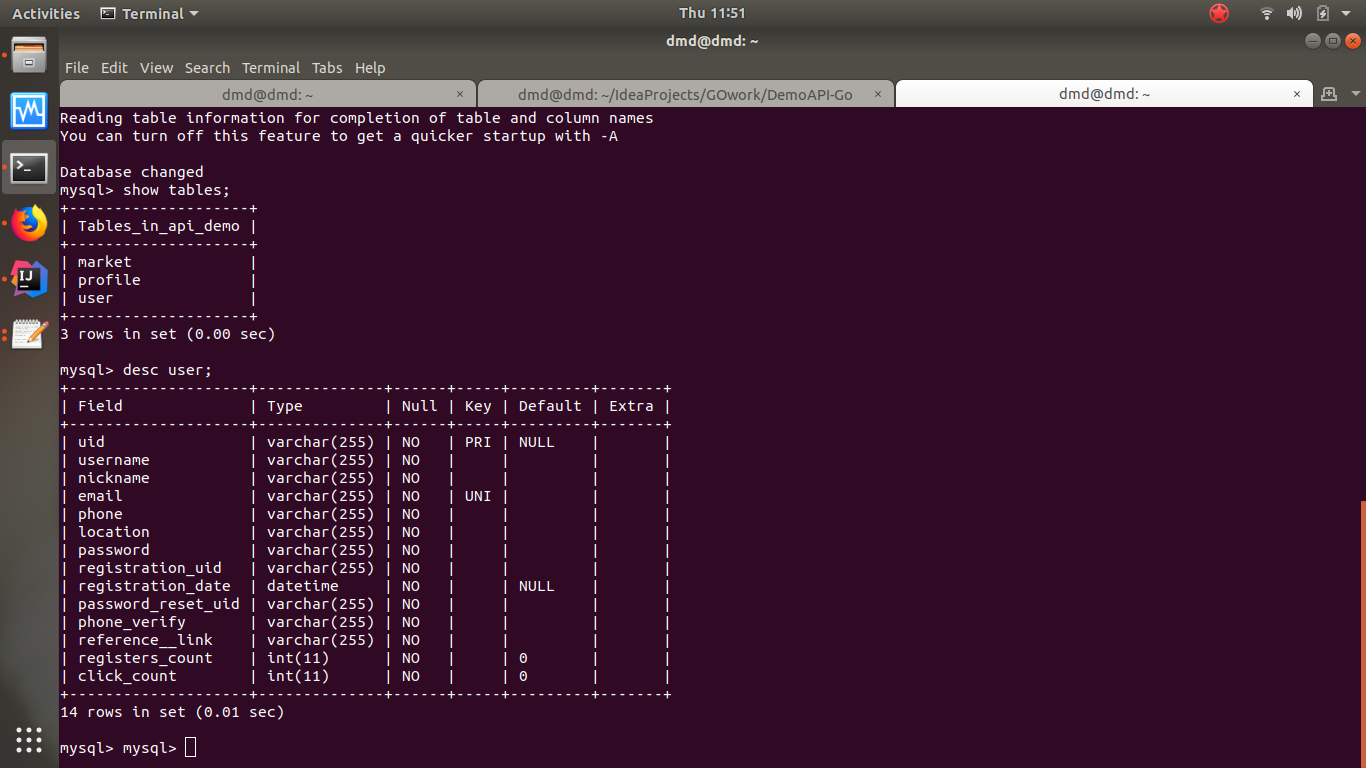 Activities Terminal Thu 11:51
dmd@dmd: ~
File Edit View Search Terminal Tabs Help
dmd@dmd: ~ × dmd@dmd: ~/IdeaProjects/GOwork/DemoAPI-Go × dmd@dmd: ~ ×
Reading table information for completion of table and column names
You can turn off this feature to get a quicker startup with -A
Database changed
mysql> show tables;
+--------------------+
| Tables_in_api_demo |
+--------------------+
| market             |
| profile            |
| user               |
+--------------------+
3 rows in set (0.00 sec)
mysql> desc user;
+--------------------+--------------+------+-----+---------+-------+
| Field              | Type         | Null | Key | Default | Extra |
+--------------------+--------------+------+-----+---------+-------+
| uid                | varchar(255) | NO   | PRI | NULL    |       |
| username           | varchar(255) | NO   |     |         |       |
| nickname           | varchar(255) | NO   |     |         |       |
| email              | varchar(255) | NO   | UNI |         |       |
| phone              | varchar(255) | NO   |     |         |       |
| location           | varchar(255) | NO   |     |         |       |
| password           | varchar(255) | NO   |     |         |       |
| registration_uid   | varchar(255) | NO   |     |         |       |
| registration_date  | datetime     | NO   |     | NULL    |       |
| password_reset_uid | varchar(255) | NO   |     |         |       |
| phone_verify       | varchar(255) | NO   |     |         |       |
| reference__link    | varchar(255) | NO   |     |         |       |
| registers_count    | int(11)      | NO   |     | 0       |       |
| click_count        | int(11)      | NO   |     | 0       |       |
+--------------------+--------------+------+-----+---------+-------+
14 rows in set (0.01 sec)
mysql> mysql>
IJ